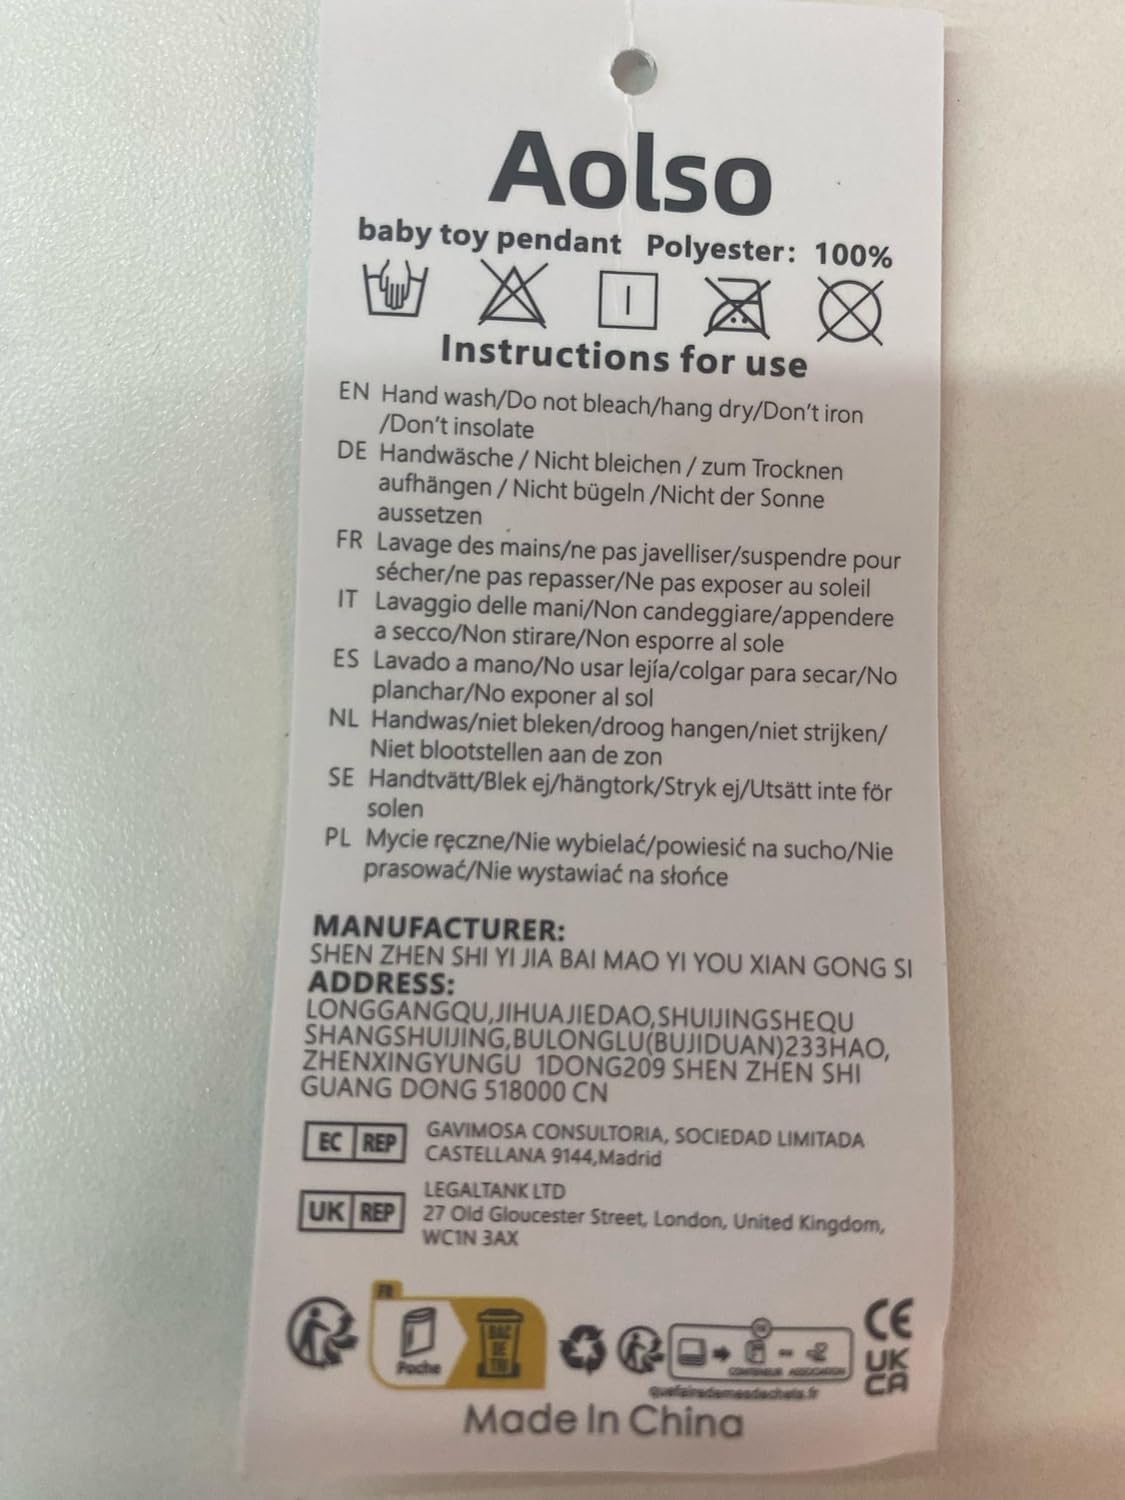 Aolso
baby toy pendant Polyester: 100%
Instructions for use
EN Hand wash/Do not bleach/hang dry/Don't iron
/Don't insolate
DE Handwäsche / Nicht bleichen / zum Trocknen
aufhängen / Nicht bügeln /Nicht der Sonne
aussetzen
FR Lavage des mains/ne pas javelliser/suspendre pour
sécher/ne pas repasser/Ne pas exposer au soleil
IT Lavaggio delle mani/Non candeggiare/appendere
a secco/Non stirare/Non esporre al sole
ES Lavado a mano/No usar lejía/colgar para secar/No
planchar/No exponer al sol
NL Handwas/niet bleken/droog hangen/niet strijken/
Niet blootstellen aan de zon
SE Handtvätt/Blek ej/hängtork/Stryk ej/Utsätt inte för
solen
PL Mycie ręczne/Nie wybielać/powiesić na sucho/Nie
prasować/Nie wystawiać na słońce
MANUFACTURER:
SHEN ZHEN SHI YI JIA BAI MAO YI YOU XIAN GONG SI
ADDRESS:
LONGGANGQU,JIHUAJIEDAO,SHUIJINGSHEQU
SHANGSHUIJING,BULONGLU(BUJIDUAN)233HAO,
ZHENXINGYUNGU 1DONG209 SHEN ZHEN SHI
GUANG DONG 518000 CN
EC REP GAVIMOSA CONSULTORIA, SOCIEDAD LIMITADA
CASTELLANA 9144,Madrid
UK REP LEGALTANK LTD
27 Old Gloucester Street, London, United Kingdom,
WC1N 3AX
FR
Poche
BAC
DE
TRI
CONTENEUR ASSOCIATION
quefairedemesdechets.fr
CE
UK
CA
Made In China